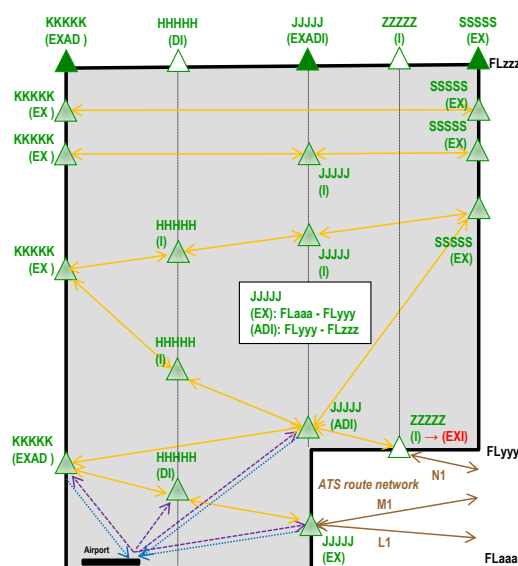 KKKKK
(EXAD )
HHHHH
(DI)
JJJJJ
(EXADI)
ZZZZZ
(I)
SSSSS
(EX)
FLzzz
KKKKK
(EX )
SSSSS
(EX)
KKKKK
(EX )
SSSSS
(EX)
JJJJJ
(I)
HHHHH
(I)
KKKKK
(EX )
JJJJJ
(I)
SSSSS
(EX)
JJJJJ
(EX): FLaaa - FLyyy
(ADI): FLyyy - FLzzz
HHHHH
(I)
JJJJJ
(ADI)
ZZZZZ
(I) → (EXI)
KKKKK
(EXAD )
HHHHH
(DI)
FLyyy
N1
ATS route network
M1
L1
JJJJJ
(EX)
Airport
FLaaa